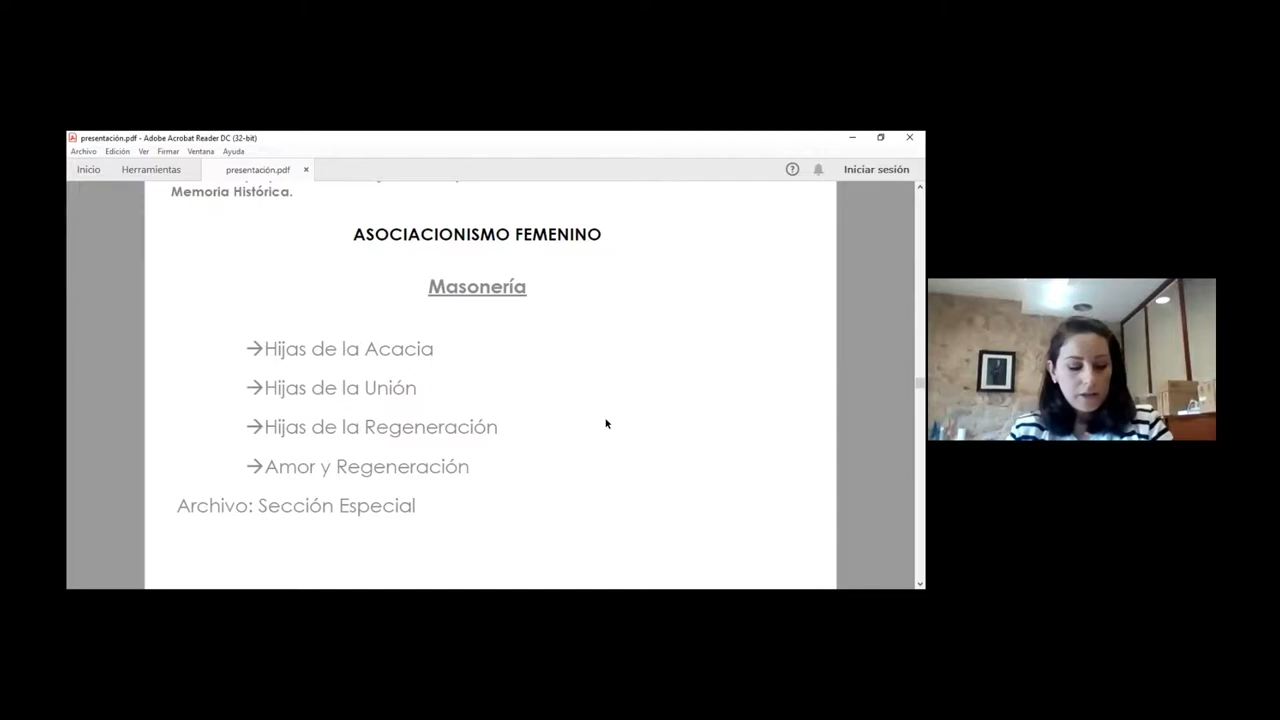 presentación.pdf - Adobe Acrobat Reader DC (32-bit)
Archivo Edición Ver Firmar Ventana Ayuda
Inicio Herramientas presentación.pdf × ? Iniciar sesión
Memoria Histórica.
ASOCIACIONISMO FEMENINO
Masonería
→Hijas de la Acacia
→Hijas de la Unión
→Hijas de la Regeneración
→Amor y Regeneración
Archivo: Sección Especial